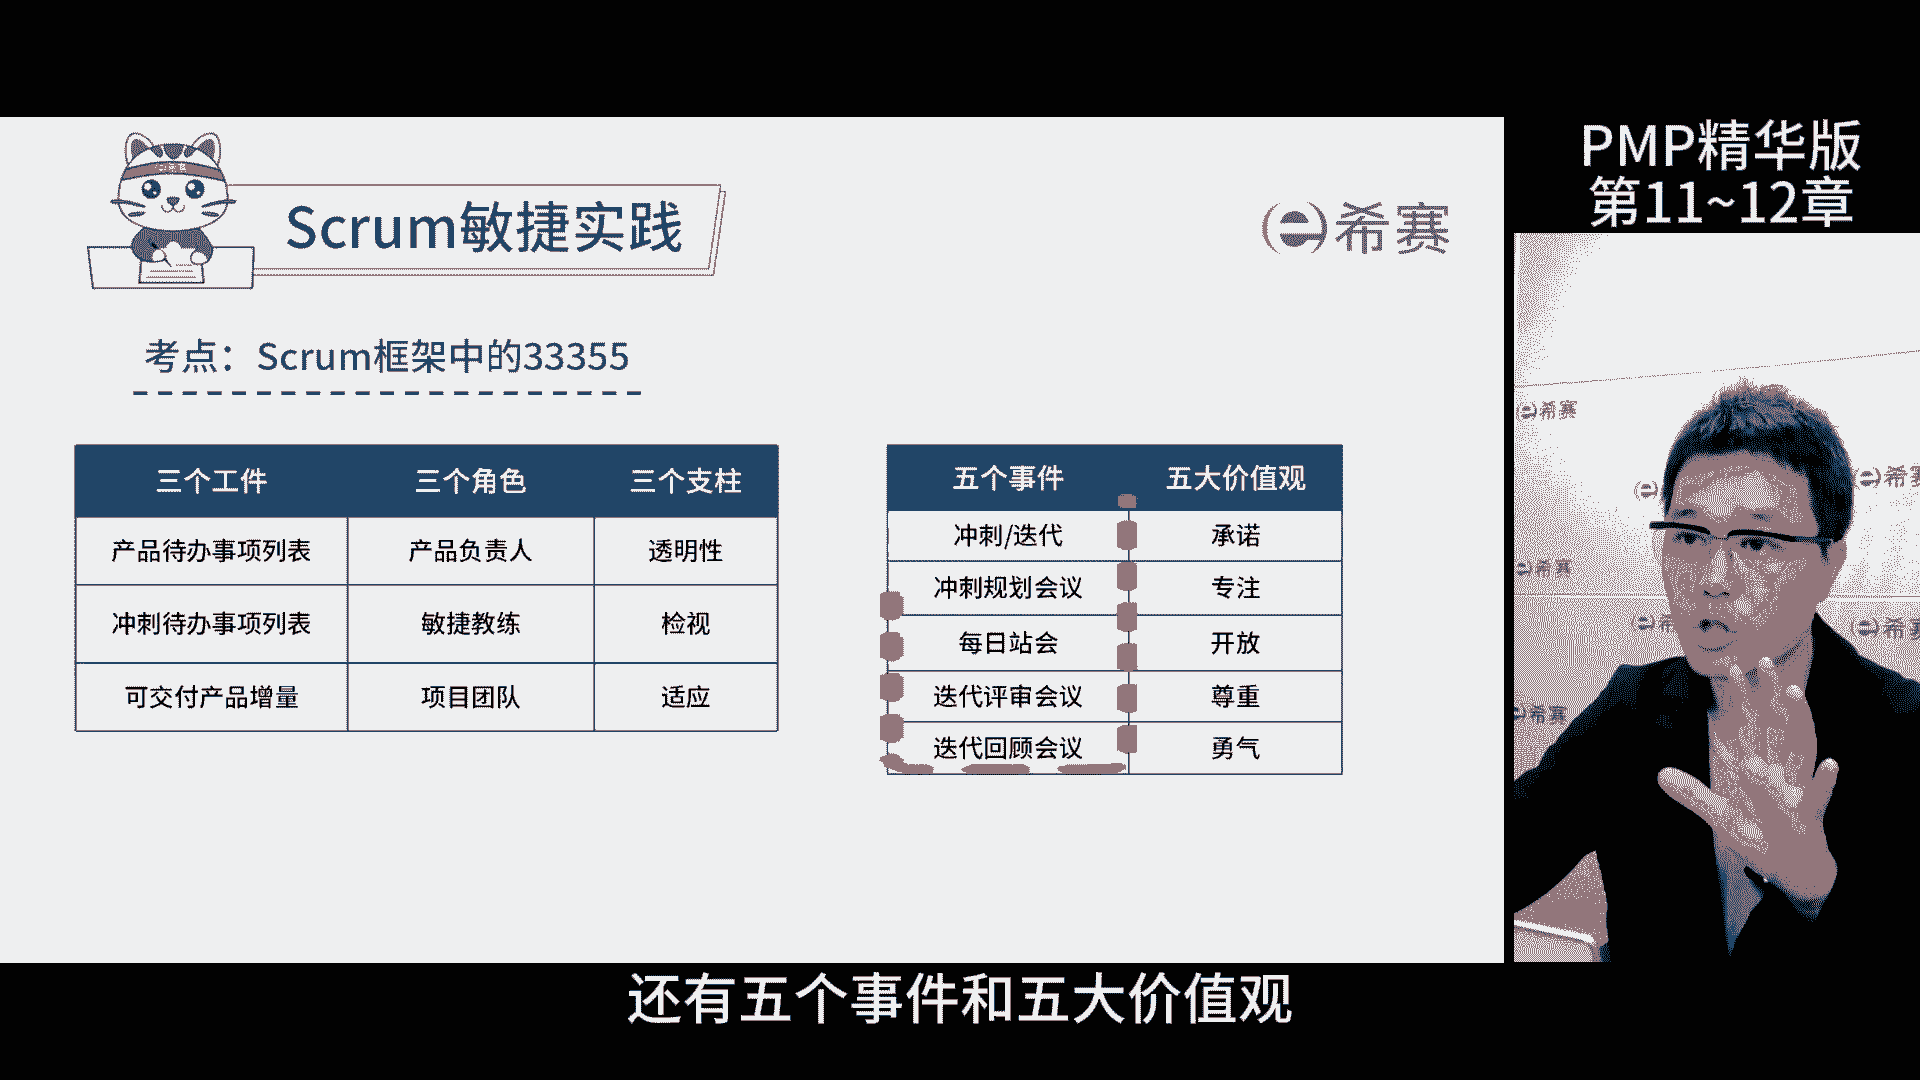 PMP精华版
第11~12章
Scrum敏捷实践
希赛
考点：Scrum框架中的33355
三个工件 三个角色 三个支柱
产品待办事项列表 产品负责人 透明性
冲刺待办事项列表 敏捷教练 检视
可交付产品增量 项目团队 适应
五个事件 五大价值观
冲刺/迭代 承诺
冲刺规划会议 专注
每日站会 开放
迭代评审会议 尊重
迭代回顾会议 勇气
希赛
希赛
希赛
希赛
希赛
还有五个事件和五大价值观